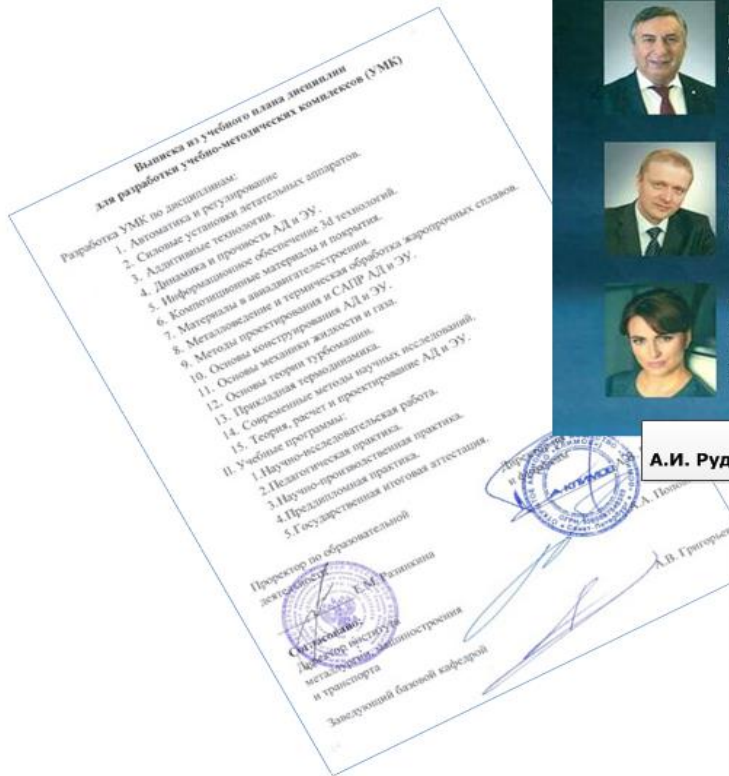 Выписка из учебного плана дисциплин
для разработки учебно-методических комплексов (УМК)
Разработка УМК по дисциплинам:
1. Автоматика и регулирование
2. Силовые установки летательных аппаратов.
3. Аддитивные технологии.
4. Динамика и прочность АД и ЭУ.
5. Информационное обеспечение 3d технологий.
6. Композиционные материалы и покрытия.
7. Материалы в авиадвигателестроении.
8. Металловедение и термическая обработка жаропрочных сплавов.
9. Методы проектирования и САПР АД и ЭУ.
10. Основы конструирования АД и ЭУ.
11. Основы механики жидкости и газа.
12. Основы теории турбомашин.
13. Прикладная термодинамика.
14. Современные методы научных исследований.
15. Теория, расчет и проектирование АД и ЭУ.
II. Учебные программы:
1.Научно-исследовательская работа.
2.Педагогическая практика.
3.Научно-производственная практика.
4.Преддипломная практика.
5.Государственная итоговая аттестация.
Проректор по образовательной
деятельности
Е.М. Разинкина
Согласовано:
Директор института
металлургии, машиностроения
и транспорта
Заведующий базовой кафедрой
А.А. Попов
А.В. Григорьев
А.И. Руд